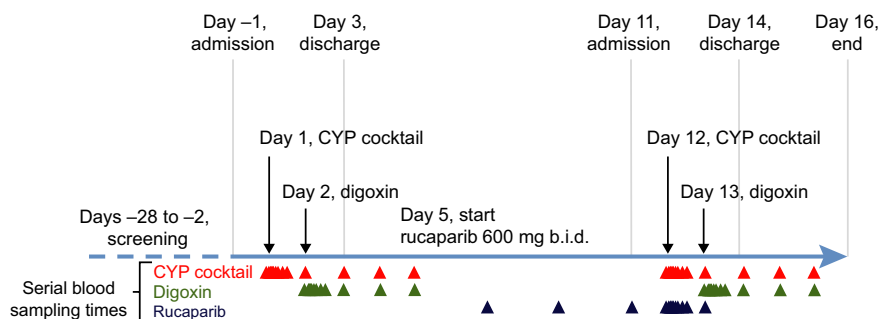 Day –1,
admission
Day 3,
discharge
Day 11,
admission
Day 14,
discharge
Day 16,
end
Day 1, CYP cocktail
Day 12, CYP cocktail
Day 2, digoxin
Day 13, digoxin
Days –28 to –2,
screening
Day 5, start
rucaparib 600 mg b.i.d.
Serial blood
sampling times
CYP cocktail
Digoxin
Rucaparib